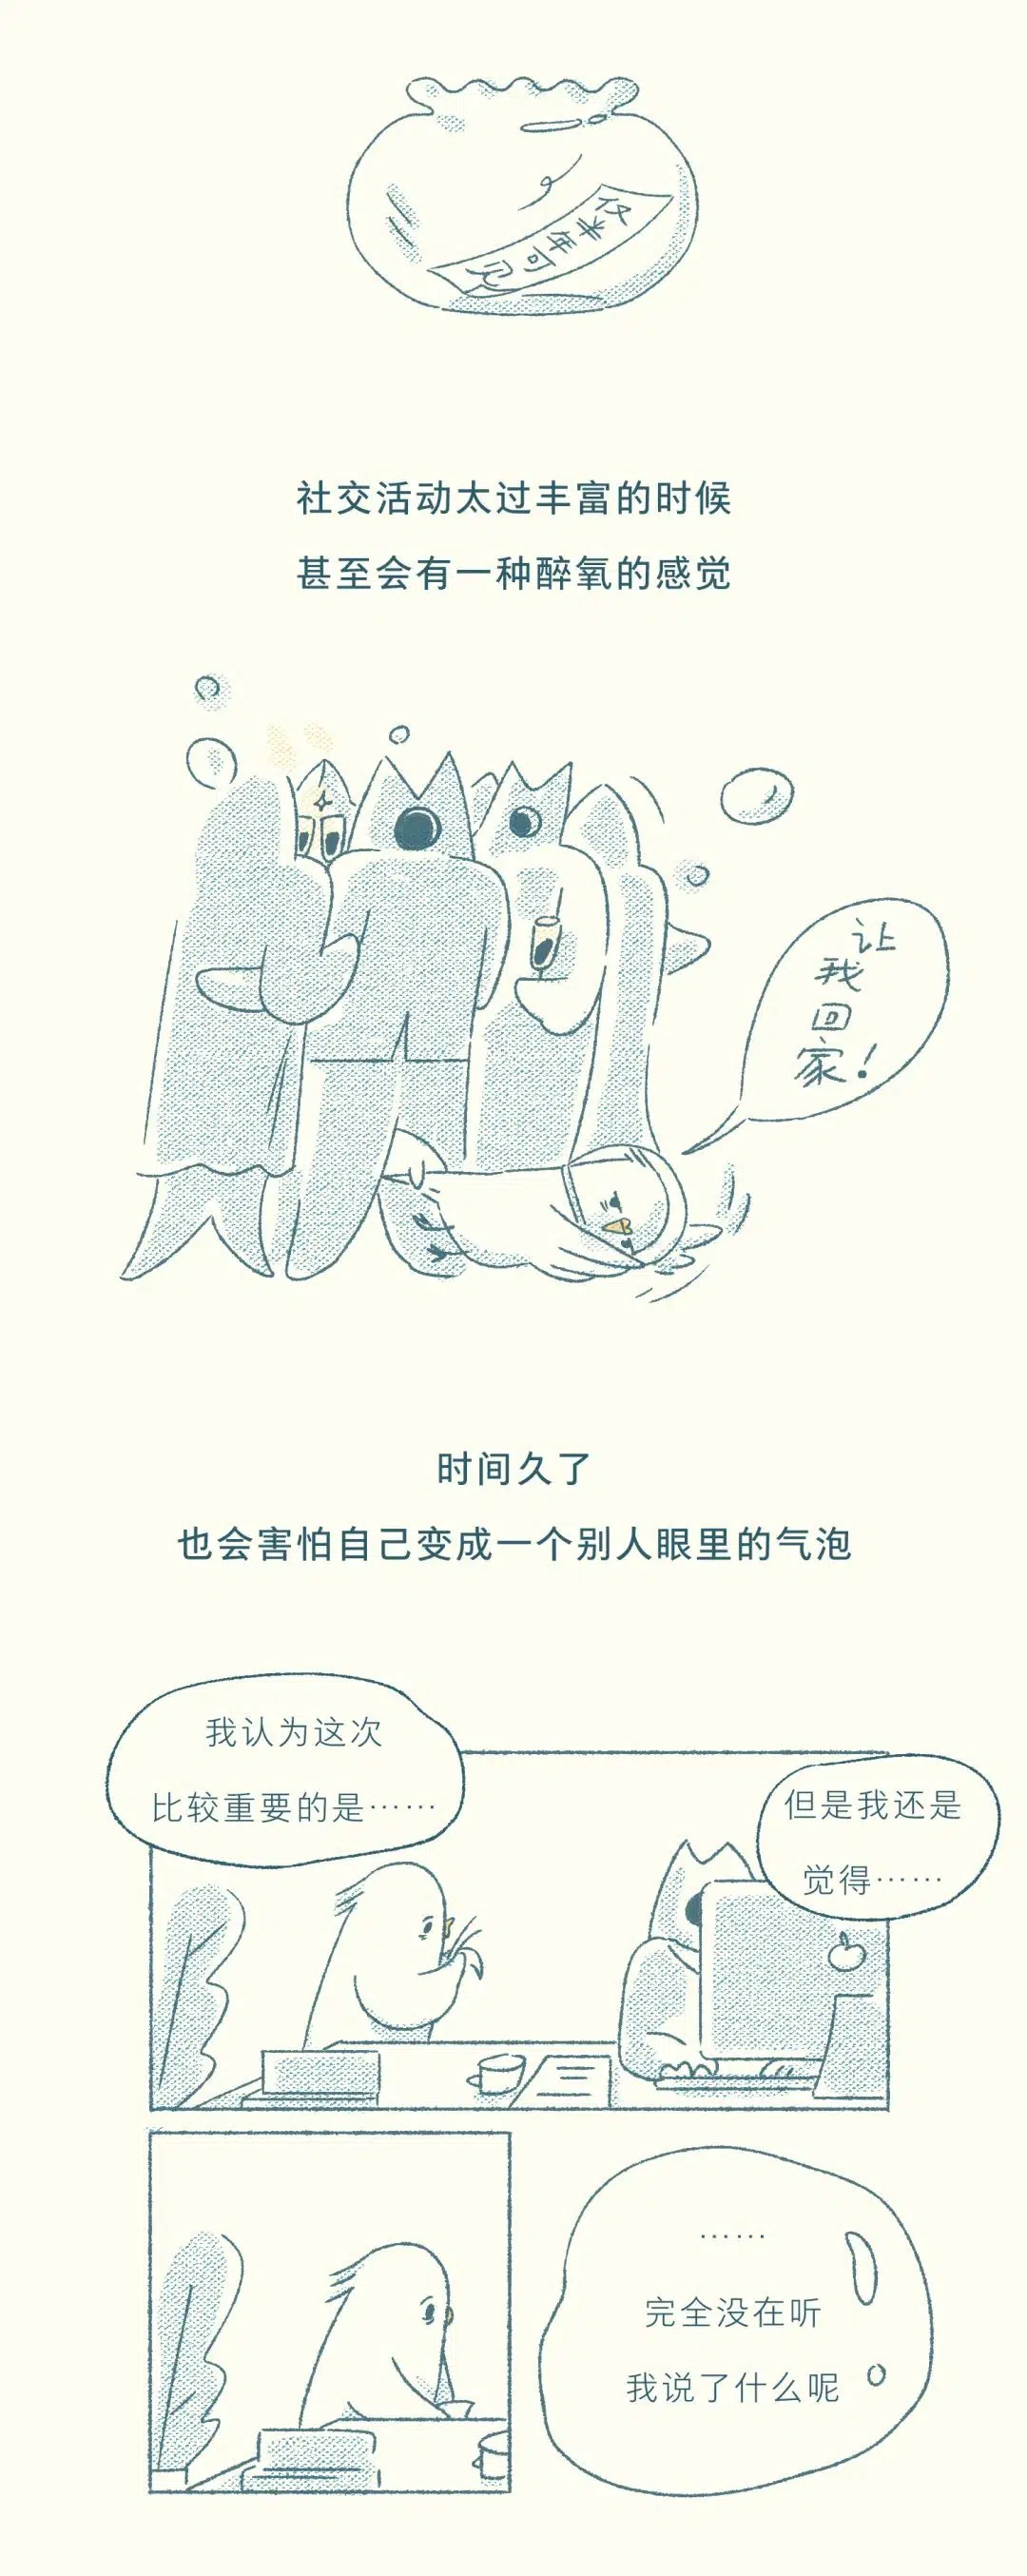 仅半年可见
社交活动太过丰富的时候
甚至会有一种醉氧的感觉
让
我
回
家！
时间久了
也会害怕自己变成一个别人眼里的气泡
我认为这次
比较重要的是……
但是我还是
觉得……
……
完全没在听
我说了什么呢